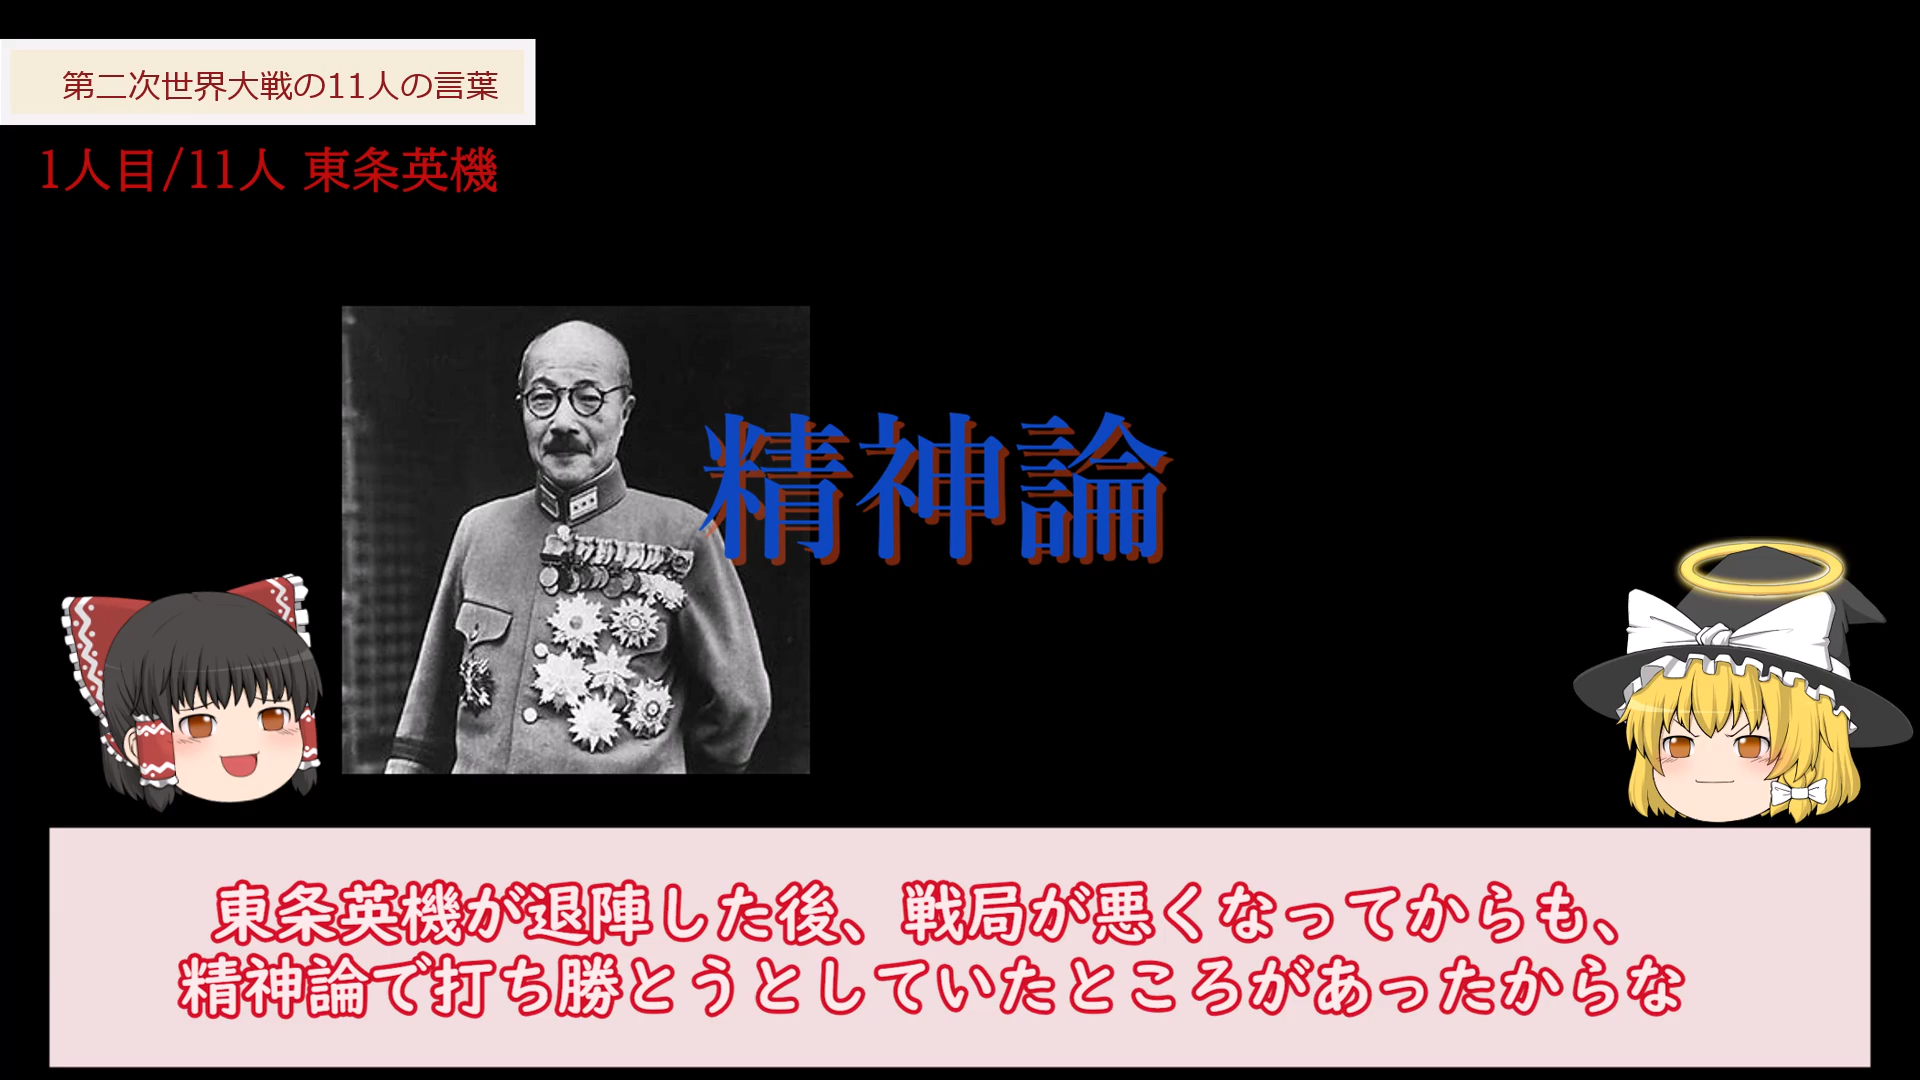 第二次世界大戦の11人の言葉
1人目/11人 東条英機
精神論
東条英機が退陣した後、戦局が悪くなってからも、
精神論で打ち勝とうとしていたところがあったからな